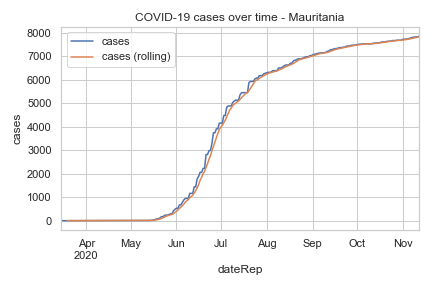 COVID-19 cases over time - Mauritania
cases
cases (rolling)
8000
7000
6000
5000
4000
3000
2000
1000
0
cases
Apr
2020
May
Jun
Jul
Aug
Sep
Oct
Nov
dateRep